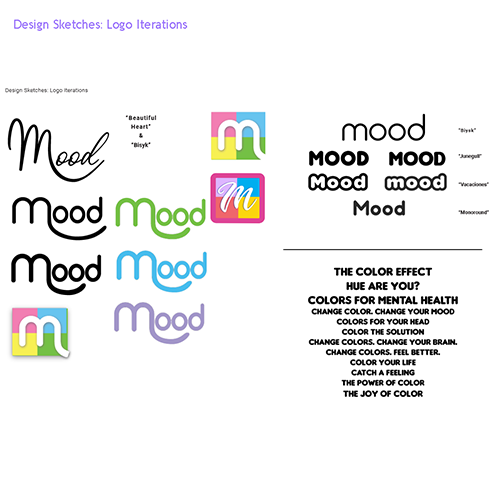 Design Sketches: Logo Iterations
Design Sketches: Logo Iterations
Mood
"Beautiful
Heart"
&
"Bisyk"
m
mood
"Biysk"
MOOD MOOD
"Junegull"
Mood mood
"Vacaciones"
Mood
"Monoround"
M
Mood Mood
Mood Mood
m
Mood
THE COLOR EFFECT
HUE ARE YOU?
COLORS FOR MENTAL HEALTH
CHANGE COLOR. CHANGE YOUR MOOD
COLORS FOR YOUR HEAD
COLOR THE SOLUTION
CHANGE COLORS. CHANGE YOUR BRAIN.
CHANGE COLORS. FEEL BETTER.
COLOR YOUR LIFE
CATCH A FEELING
THE POWER OF COLOR
THE JOY OF COLOR